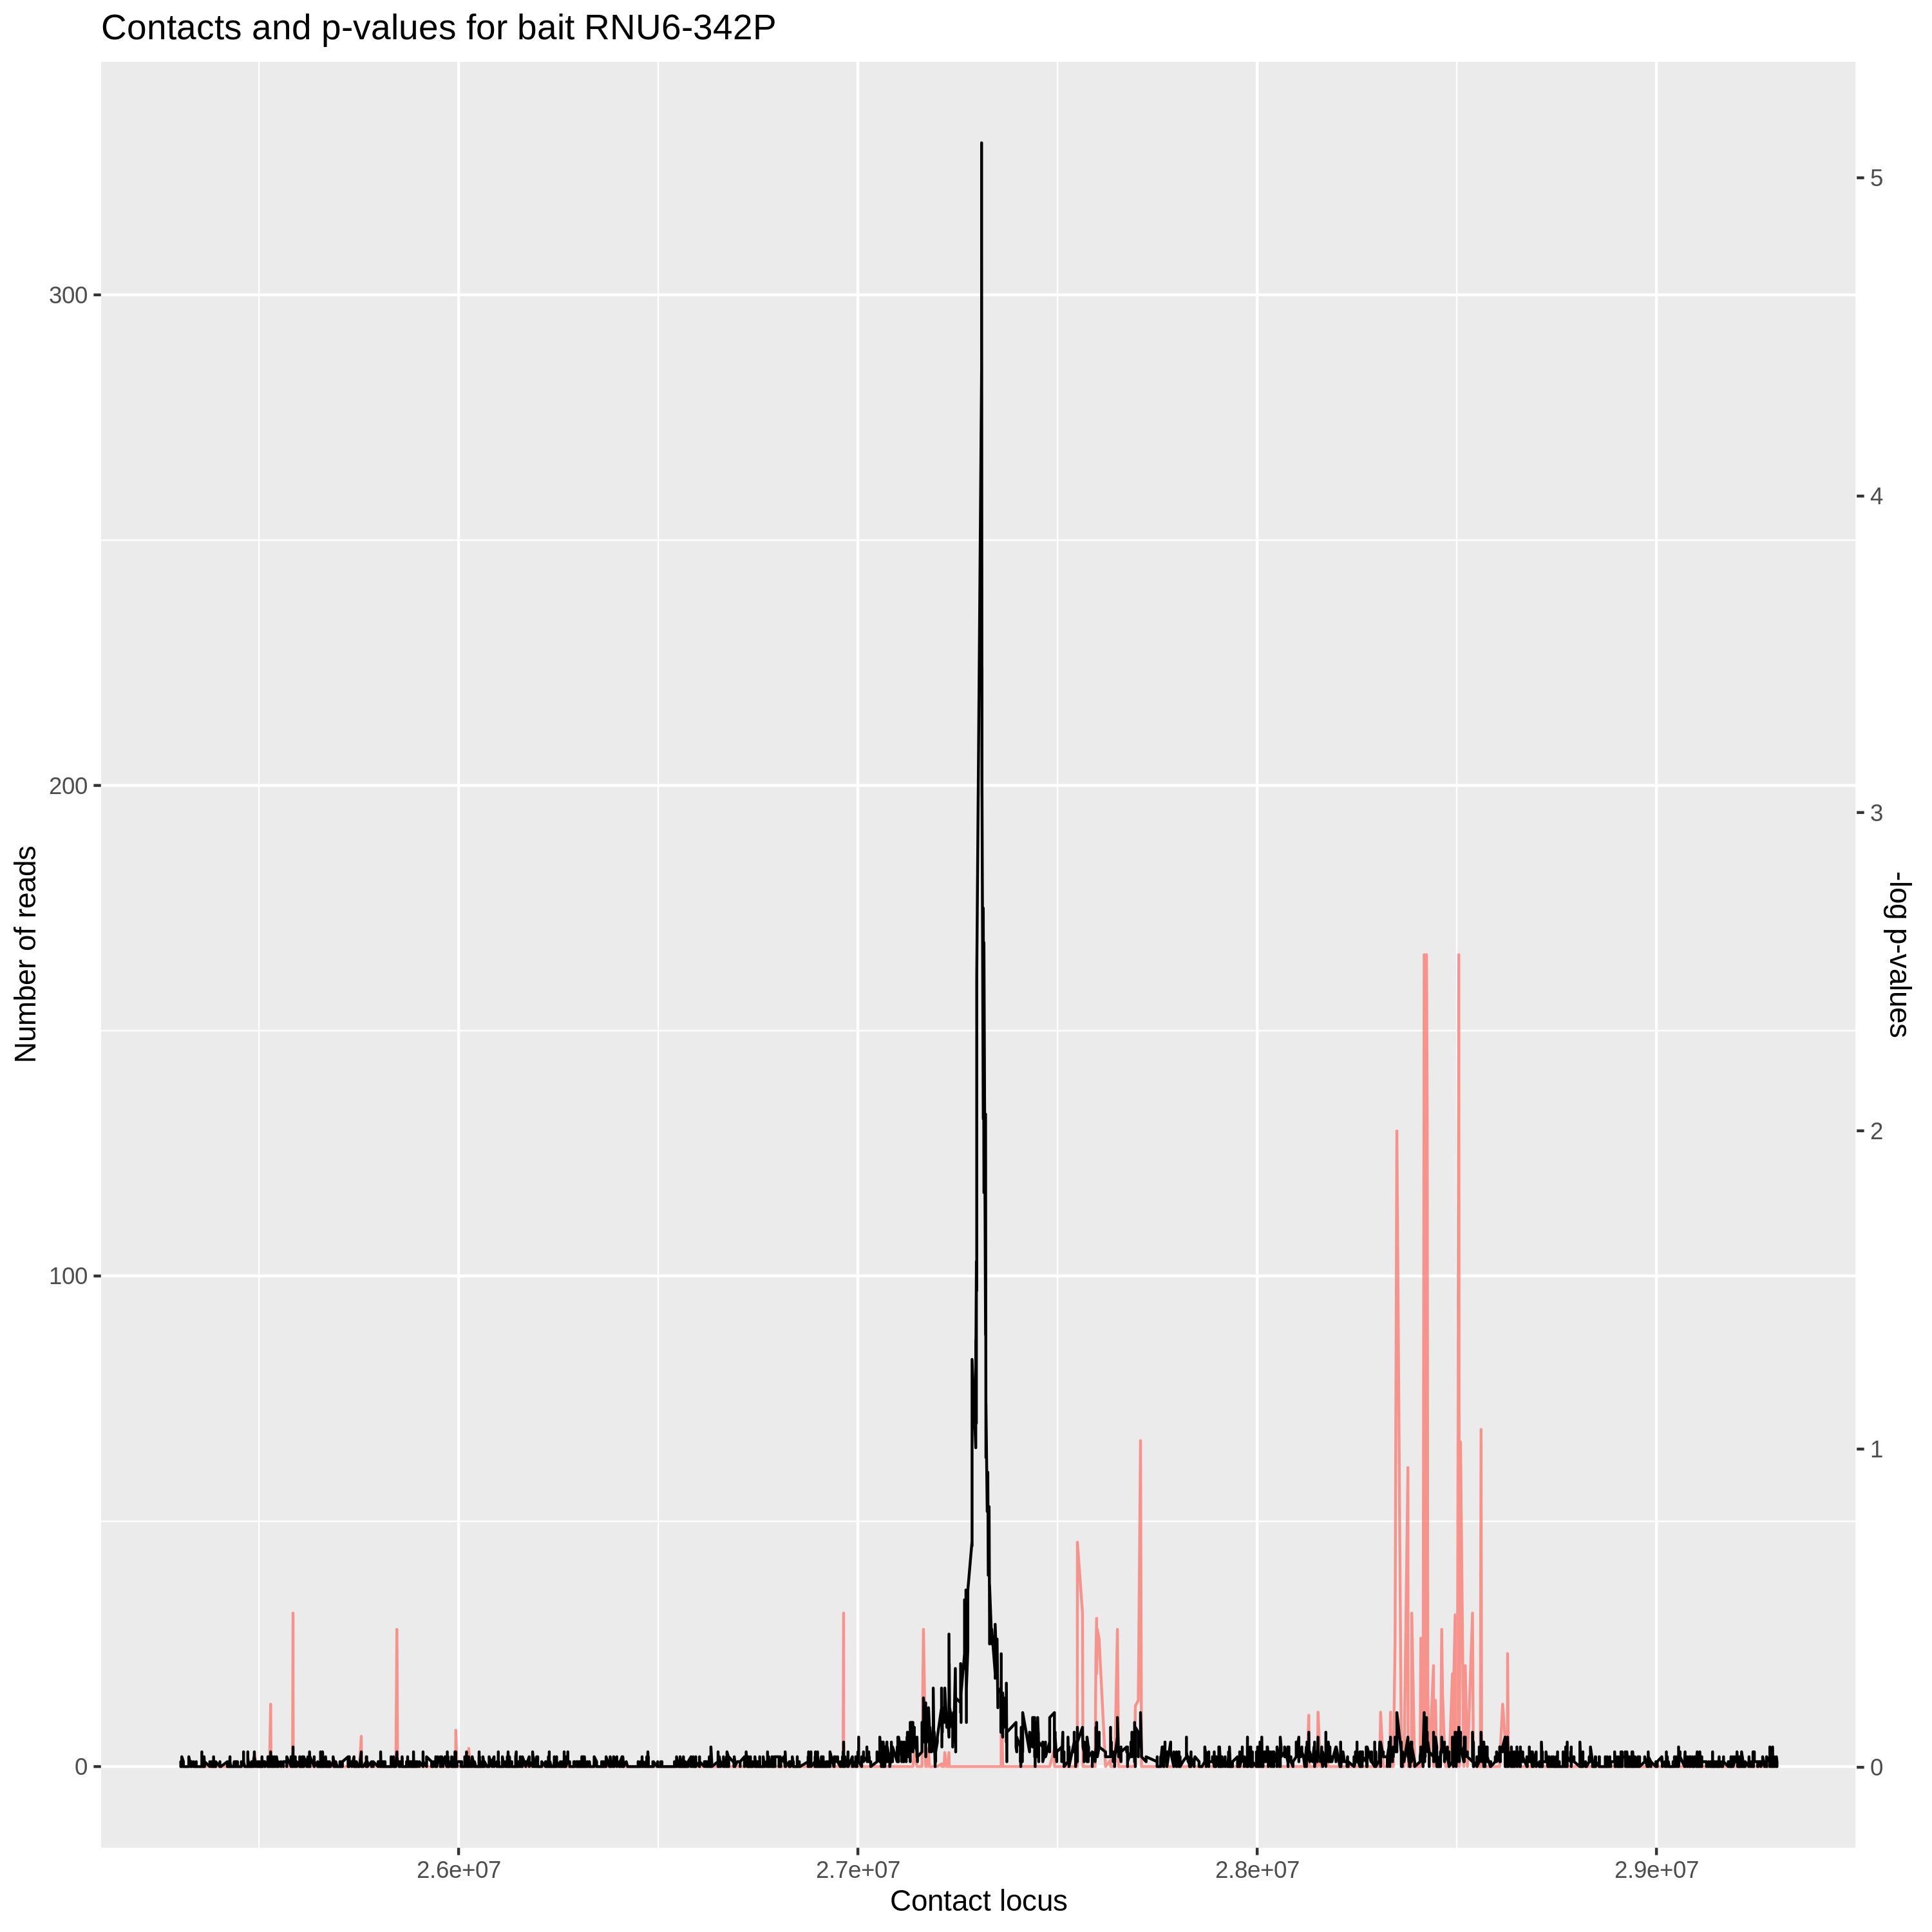 Contacts and p-values for bait RNU6-342P
Number of reads
300
200
100
0
5
4
3
2
1
0
-log p-values
2.6e+07 2.7e+07 2.8e+07 2.9e+07
Contact locus